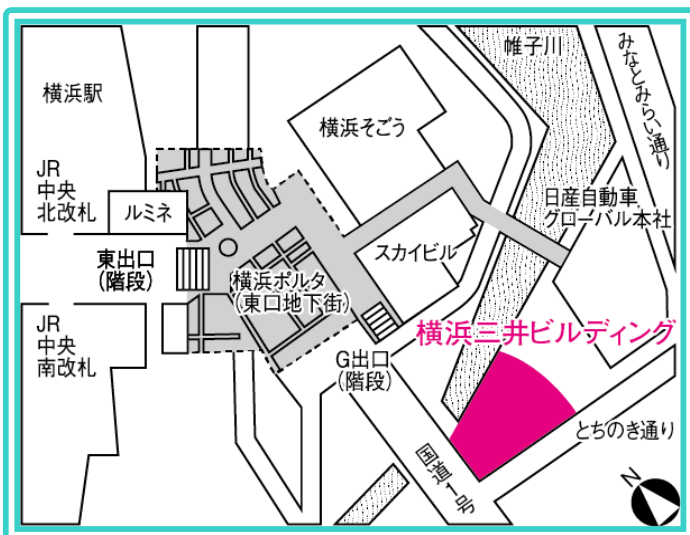 横浜駅
JR
中央
北改札
ルミネ
東出口
(階段)
JR
中央
南改札
横浜そごう
帷子川
みなとみらい通り
日産自動車
グローバル本社
スカイビル
横浜ポルタ
(東口地下街)
G出口
(階段)
横浜三井ビルディング
とちのき通り
国道1号
N